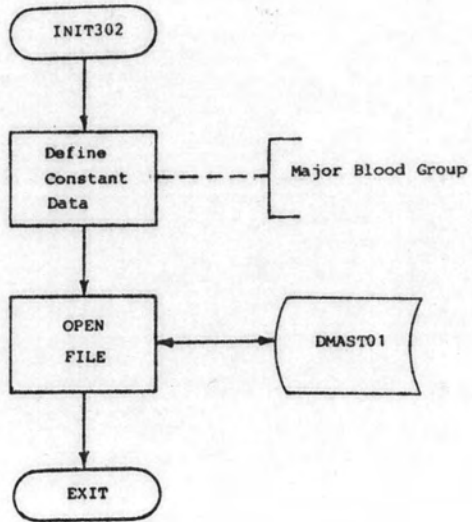 INIT302
Define
Constant
Data
Major Blood Group
OPEN
FILE
DMAST01
EXIT